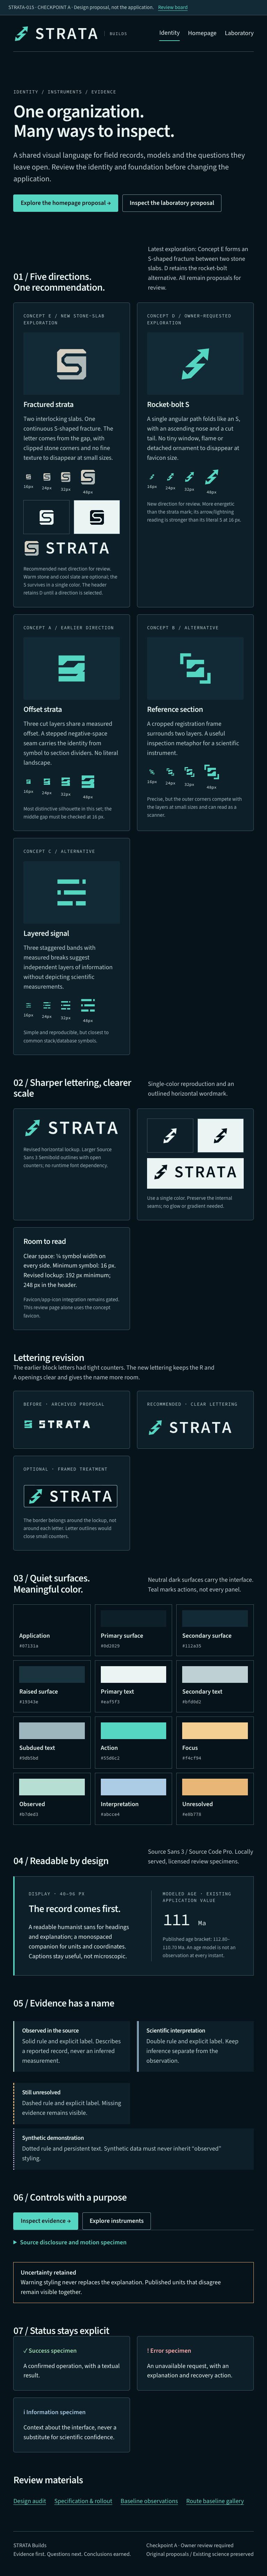 STRATA-015 · CHECKPOINT A · Design proposal, not the application. Review board
STRATA BUILDS
Identity Homepage Laboratory
IDENTITY / INSTRUMENTS / EVIDENCE
One organization.
Many ways to inspect.
A shared visual language for field records, models and the questions they
leave open. Review the identity and foundation before changing the
application.
Explore the homepage proposal →
Inspect the laboratory proposal
01 / Five directions.
One recommendation.
Latest exploration: Concept E forms an
S-shaped fracture between two stone
slabs. D retains the rocket-bolt
alternative. All remain proposals for
review.
CONCEPT E / NEW STONE-SLAB
EXPLORATION
Fractured strata
Two interlocking slabs. One
continuous S-shaped fracture. The
letter comes from the gap, with
clipped stone corners and no fine
texture to disappear at small sizes.
16px 24px 32px 48px
STRATA
Recommended next direction for review.
Warm stone and cool slate are optional; the
S survives in a single color. The header
retains D until a direction is selected.
CONCEPT D / OWNER-REQUESTED
EXPLORATION
Rocket-bolt S
A single angular path folds like an S,
with an ascending nose and a cut
tail. No tiny window, flame or
detached ornament to disappear at
favicon size.
16px 24px 32px 48px
New direction for review. More energetic
than the strata mark; its arrow/lightning
reading is stronger than its literal S at 16 px.
CONCEPT A / EARLIER DIRECTION
Offset strata
Three cut layers share a measured
offset. A stepped negative-space
seam carries the identity from
symbol to section dividers. No literal
landscape.
16px 24px 32px 48px
Most distinctive silhouette in this set; the
middle gap must be checked at 16 px.
CONCEPT B / ALTERNATIVE
Reference section
A cropped registration frame
surrounds two layers. A useful
inspection metaphor for a scientific
instrument.
16px 24px 32px 48px
Precise, but the outer corners compete with
the layers at small sizes and can read as a
scanner.
CONCEPT C / ALTERNATIVE
Layered signal
Three staggered bands with
measured breaks suggest
independent layers of information
without depicting scientific
measurements.
16px 24px 32px 48px
Simple and reproducible, but closest to
common stack/database symbols.
02 / Sharper lettering, clearer
scale
Single-color reproduction and an
outlined horizontal wordmark.
STRATA
Revised horizontal lockup. Larger Source
Sans 3 Semibold outlines with open
counters; no runtime font dependency.
STRATA
Use a single color. Preserve the internal
seams; no glow or gradient needed.
Room to read
Clear space: ¼ symbol width on
every side. Minimum symbol: 16 px.
Revised lockup: 192 px minimum;
248 px in the header.
Favicon/app-icon integration remains gated.
This review page alone uses the concept
favicon.
Lettering revision
The earlier block letters had tight counters. The new lettering keeps the R and
A openings clear and gives the name more room.
BEFORE · ARCHIVED PROPOSAL
STRATA
RECOMMENDED · CLEAR LETTERING
STRATA
OPTIONAL · FRAMED TREATMENT
STRATA
The border belongs around the lockup, not
around each letter. Letter outlines would
close small counters.
03 / Quiet surfaces.
Meaningful color.
Neutral dark surfaces carry the interface.
Teal marks actions, not every panel.
Application
#07131a
Primary surface
Secondary surface
#112a35
Raised surface
Primary text
#eaf5f3
Secondary text
Subdued text
Action
Focus
Observed
Interpretation
#abcce4
Unresolved
04 / Readable by design
Source Sans 3 / Source Code Pro. Locally
served, licensed review specimens.
DISPLAY · 40–96 PX
The record comes first.
A readable humanist sans for headings
and explanation; a monospaced
companion for units and coordinates.
Captions stay useful, not microscopic.
MODELED AGE · EXISTING
APPLICATION VALUE
111 Ma
Published age bracket: 112.80–
110.70 Ma. An age model is not an
observation at every instant.
05 / Evidence has a name
Observed in the source
Solid rule and explicit label. Describes
a reported record, never an inferred
measurement.
Scientific interpretation
Double rule and explicit label. Keep
inference separate from the
observation.
Still unresolved
Dashed rule and explicit label. Missing
evidence remains visible.
Synthetic demonstration
Dotted rule and persistent text. Synthetic data must never inherit "observed"
styling.
06 / Controls with a purpose
Inspect evidence →
Explore instruments
▶ Source disclosure and motion specimen
Uncertainty retained
Warning styling never replaces the explanation. Published units that disagree
remain visible together.
07 / Status stays explicit
✓ Success specimen
A confirmed operation, with a textual
result.
! Error specimen
An unavailable request, with an
explanation and recovery action.
i Information specimen
Context about the interface, never a
substitute for scientific confidence.
Review materials
Design audit Specification & rollout Baseline observations Route baseline gallery
STRATA Builds
Evidence first. Questions next. Conclusions earned.
Checkpoint A · Owner review required
Original proposals / Existing science preserved